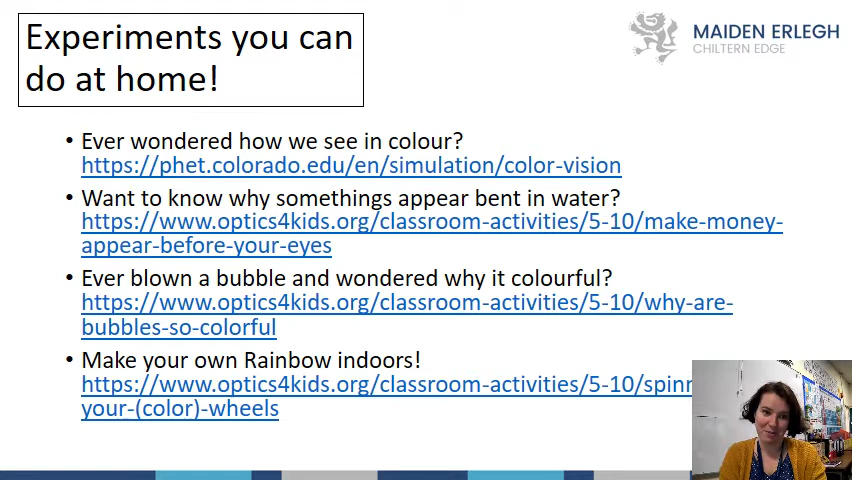 Experiments you can
do at home!
MAIDEN ERLEGH
CHILTERN EDGE
• Ever wondered how we see in colour?
https://phet.colorado.edu/en/simulation/color-vision
• Want to know why somethings appear bent in water?
https://www.optics4kids.org/classroom-activities/5-10/make-money-
appear-before-your-eyes
• Ever blown a bubble and wondered why it colourful?
https://www.optics4kids.org/classroom-activities/5-10/why-are-
bubbles-so-colorful
• Make your own Rainbow indoors!
https://www.optics4kids.org/classroom-activities/5-10/spin
your-(color)-wheels